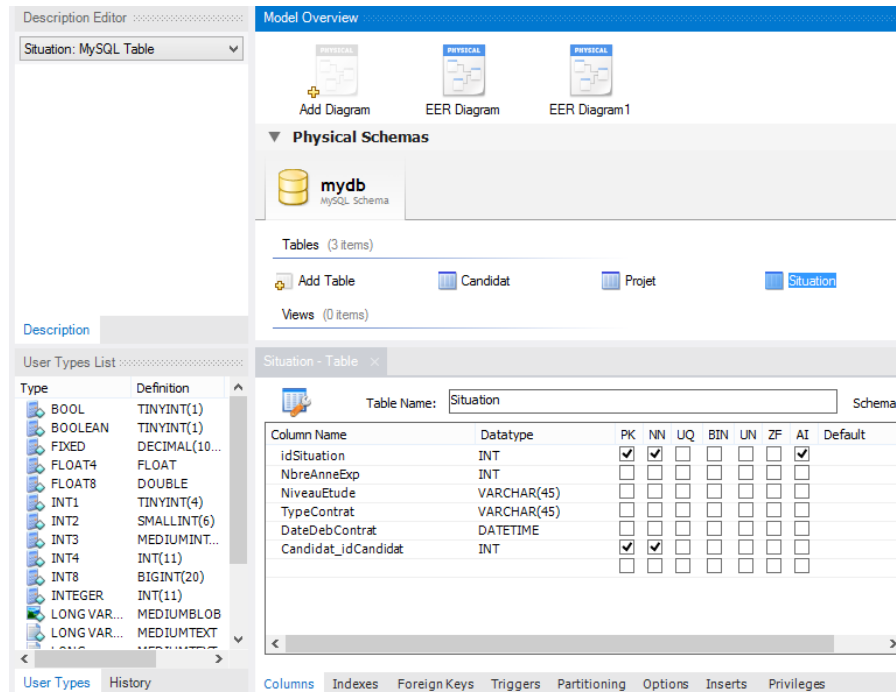 Description Editor
Situation: MySQL Table
Description
User Types List
Type Definition
BOOL TINYINT(1)
BOOLEAN TINYINT(1)
FIXED DECIMAL(10...
FLOAT4 FLOAT
FLOAT8 DOUBLE
INT1 TINYINT(4)
INT2 SMALLINT(6)
INT3 MEDIUMINT...
INT4 INT(11)
INT8 BIGINT(20)
INTEGER INT(11)
LONG VAR... MEDIUMBLOB
LONG VAR... MEDIUMTEXT
User Types History
Model Overview
PHYSICAL PHYSICAL PHYSICAL
Add Diagram EER Diagram EER Diagram1
Physical Schemas
mydb
MySQL Schema
Tables (3 items)
Add Table Candidat Projet Situation
Views (0 items)
Situation - Table ×
Table Name: Situation Schema
Column Name Datatype PK NN UQ BIN UN ZF AI Default
idSituation INT
NbreAnneExp INT
NiveauEtude VARCHAR(45)
TypeContrat VARCHAR(45)
DateDebContrat DATETIME
Candidat_idCandidat INT
Columns Indexes Foreign Keys Triggers Partitioning Options Inserts Privileges